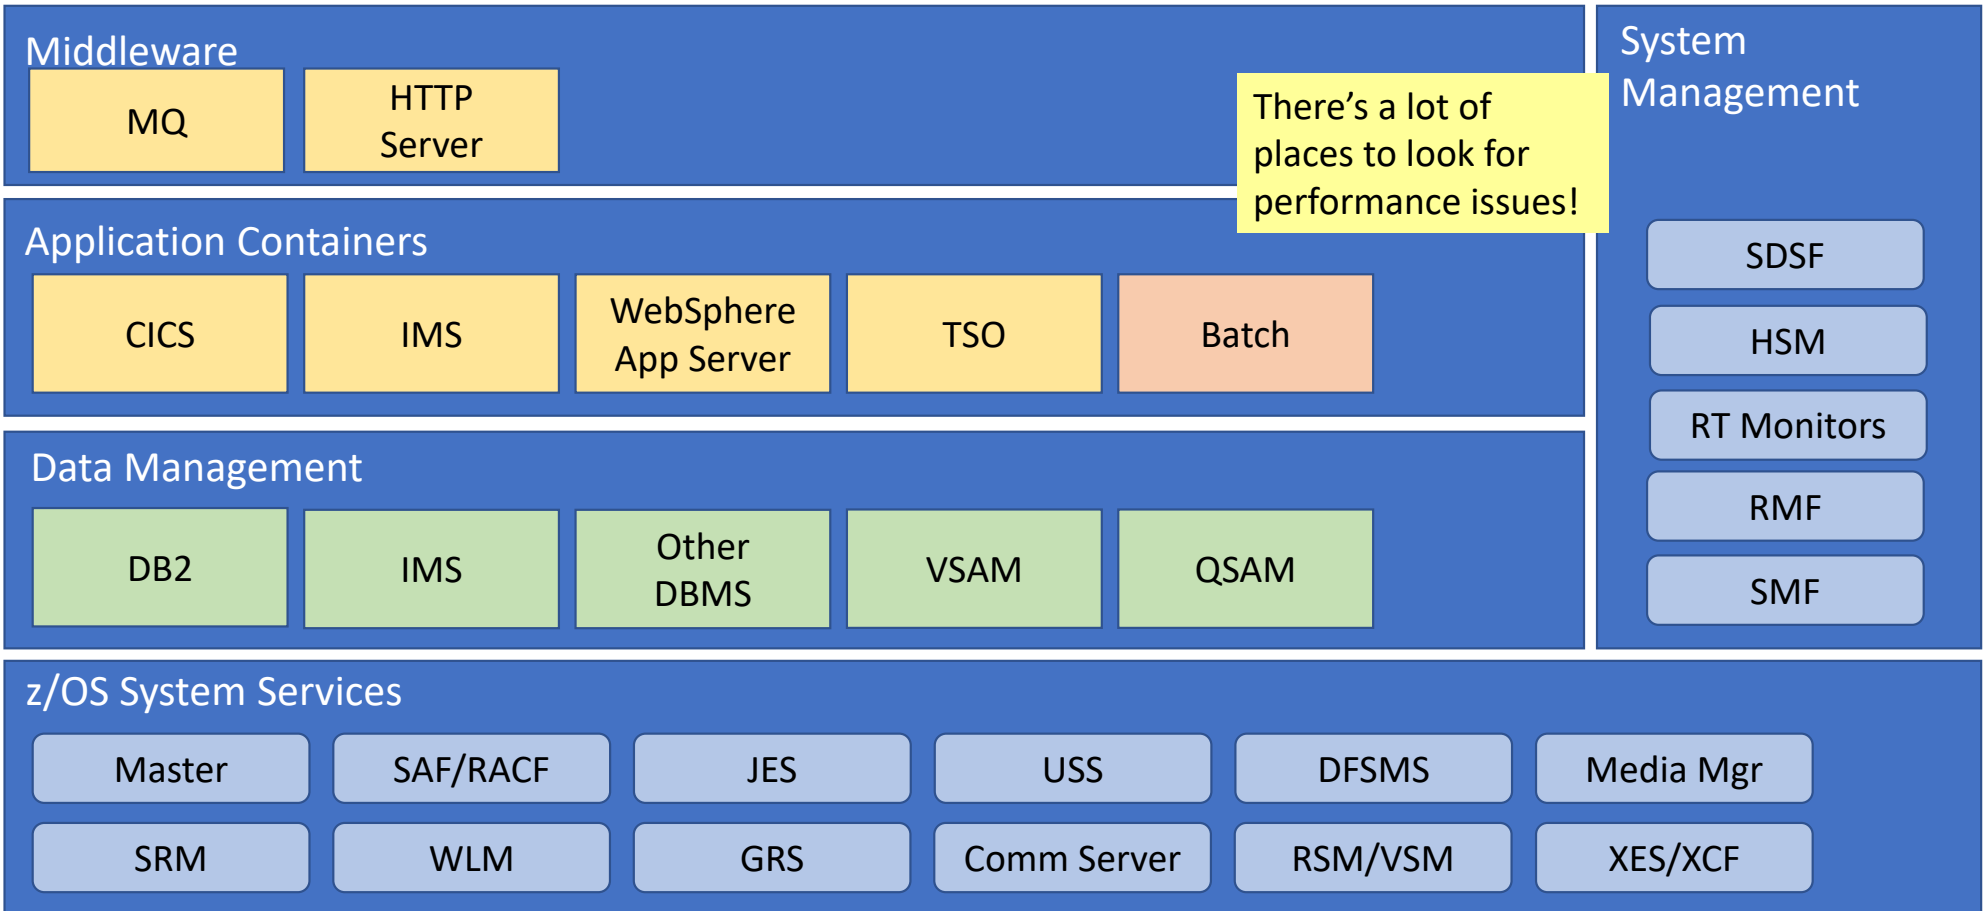 Middleware
MQ
HTTP
Server
There's a lot of
places to look for
performance issues!
System
Management
Application Containers
CICS
IMS
WebSphere
App Server
TSO
Batch
SDSF
HSM
RT Monitors
RMF
SMF
Data Management
DB2
IMS
Other
DBMS
VSAM
QSAM
z/OS System Services
Master
SAF/RACF
JES
USS
DFSMS
Media Mgr
SRM
WLM
GRS
Comm Server
RSM/VSM
XES/XCF